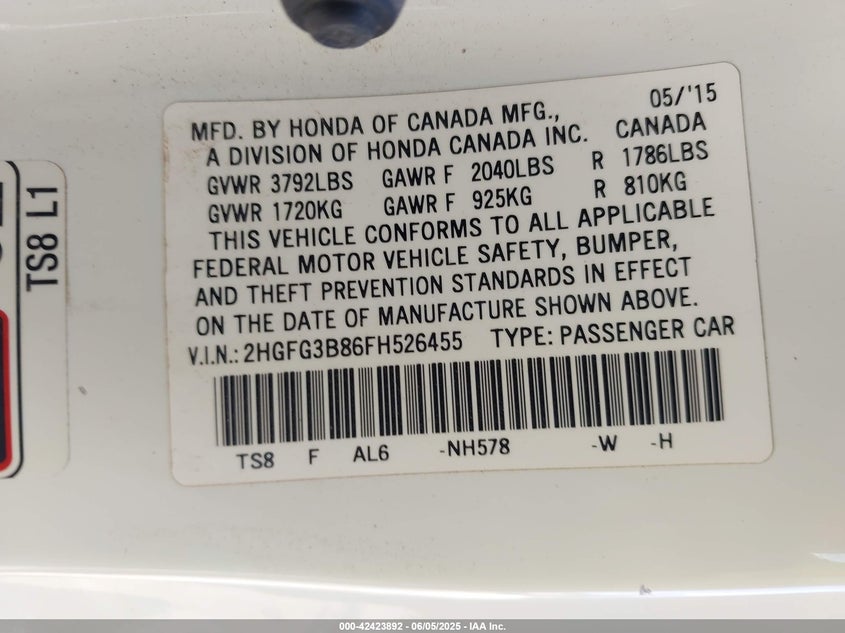 05/'15
MFD. BY HONDA OF CANADA MFG.,
A DIVISION OF HONDA CANADA INC. CANADA
GVWR 3792LBS GAWR F 2040LBS R 1786LBS
GVWR 1720KG GAWR F 925KG R 810KG
THIS VEHICLE CONFORMS TO ALL APPLICABLE
FEDERAL MOTOR VEHICLE SAFETY, BUMPER,
AND THEFT PREVENTION STANDARDS IN EFFECT
ON THE DATE OF MANUFACTURE SHOWN ABOVE.
V.I.N.: 2HGFG3B86FH526455 TYPE: PASSENGER CAR
TS8 F AL6 -NH578 -W -H
TS8 L1
000-42423892 - 06/05/2025 - IAA Inc.